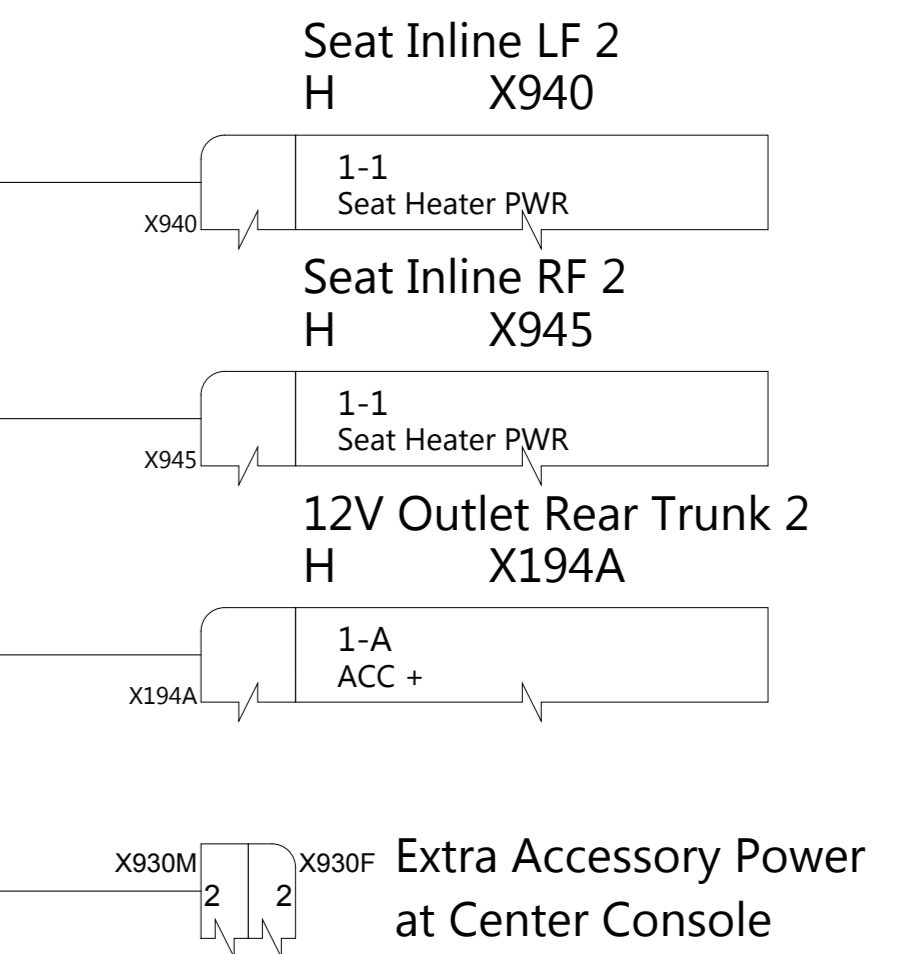 Seat Inline LF 2
H X940
1-1
Seat Heater PWR
X940
Seat Inline RF 2
H X945
1-1
Seat Heater PWR
X945
12V Outlet Rear Trunk 2
H X194A
1-A
ACC +
X194A
X930M X930F Extra Accessory Power
2 2 at Center Console